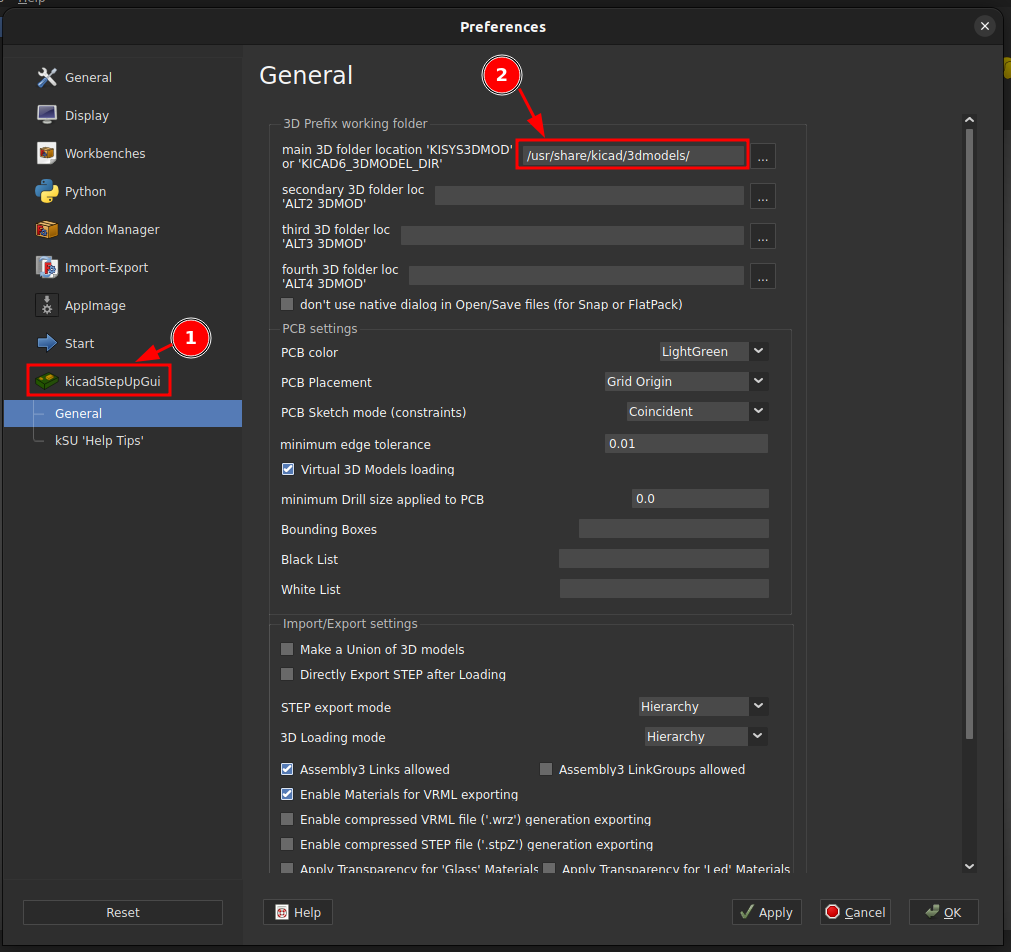 Help
Preferences
General
Display
Workbenches
Python
Addon Manager
Import-Export
AppImage
Start
1
kicadStepUpGui
General
kSU 'Help Tips'
Reset
General
2
3D Prefix working folder
main 3D folder location 'KISYS3DMOD'
or 'KICAD6_3DMODEL_DIR'
/usr/share/kicad/3dmodels/
...
secondary 3D folder loc
'ALT2 3DMOD'
...
third 3D folder loc
'ALT3 3DMOD'
...
fourth 3D folder loc
'ALT4 3DMOD'
...
don't use native dialog in Open/Save files (for Snap or FlatPack)
PCB settings
PCB color LightGreen
PCB Placement Grid Origin
PCB Sketch mode (constraints) Coincident
minimum edge tolerance 0.01
Virtual 3D Models loading
minimum Drill size applied to PCB 0.0
Bounding Boxes
Black List
White List
Import/Export settings
Make a Union of 3D models
Directly Export STEP after Loading
STEP export mode Hierarchy
3D Loading mode Hierarchy
Assembly3 Links allowed Assembly3 LinkGroups allowed
Enable Materials for VRML exporting
Enable compressed VRML file ('.wrz') generation exporting
Enable compressed STEP file ('.stpZ') generation exporting
Apply Transparency for 'Glass' Materials Apply Transparency for 'Led' Materials
Help Apply Cancel OK